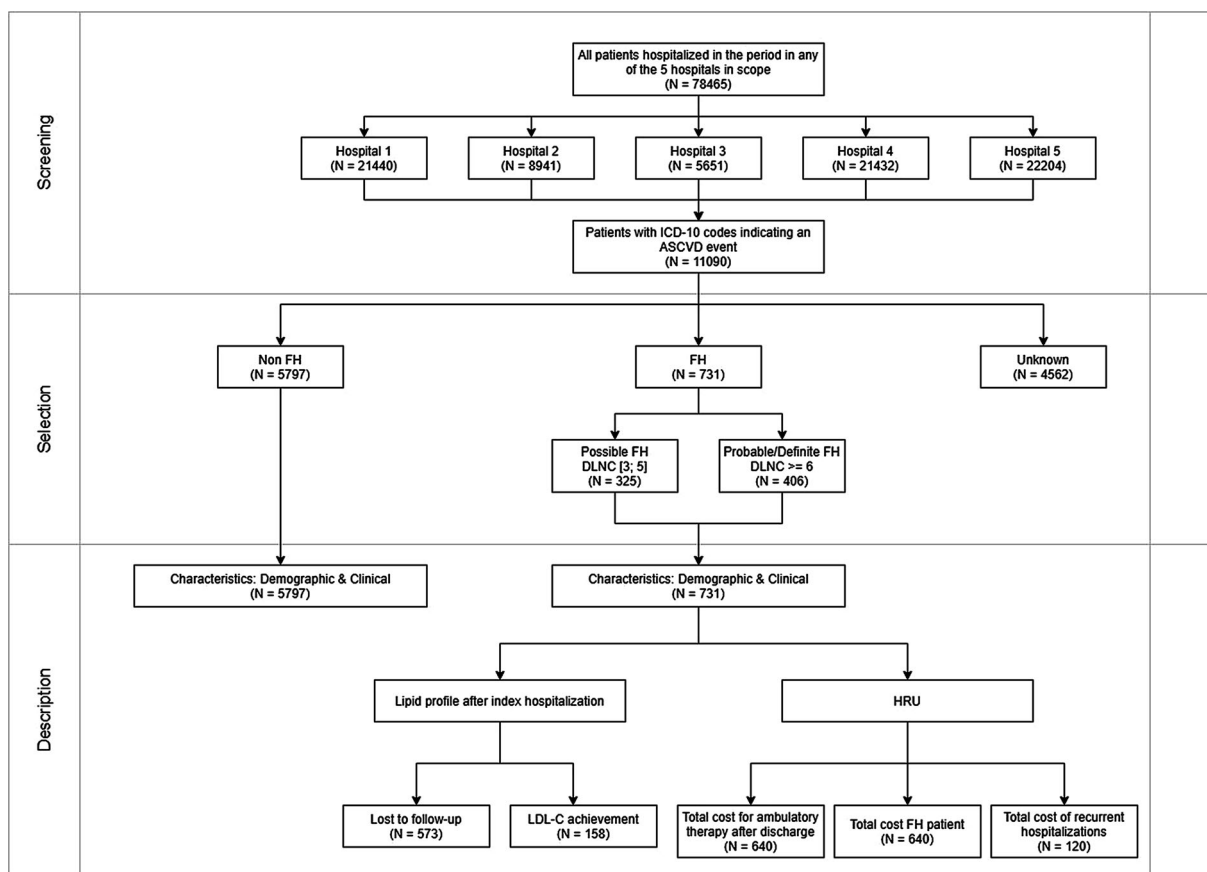 Screening
All patients hospitalized in the period in any
of the 5 hospitals in scope
(N = 78465)
Hospital 1
(N = 21440)
Hospital 2
(N = 8941)
Hospital 3
(N = 5651)
Hospital 4
(N = 21432)
Hospital 5
(N = 22204)
Patients with ICD-10 codes indicating an
ASCVD event
(N = 11090)
Selection
Non FH
(N = 5797)
FH
(N = 731)
Unknown
(N = 4562)
Possible FH
DLNC [3; 5]
(N = 325)
Probable/Definite FH
DLNC >= 6
(N = 406)
Description
Characteristics: Demographic & Clinical
(N = 5797)
Characteristics: Demographic & Clinical
(N = 731)
Lipid profile after index hospitalization
HRU
Lost to follow-up
(N = 573)
LDL-C achievement
(N = 158)
Total cost for ambulatory
therapy after discharge
(N = 640)
Total cost FH patient
(N = 640)
Total cost of recurrent
hospitalizations
(N = 120)